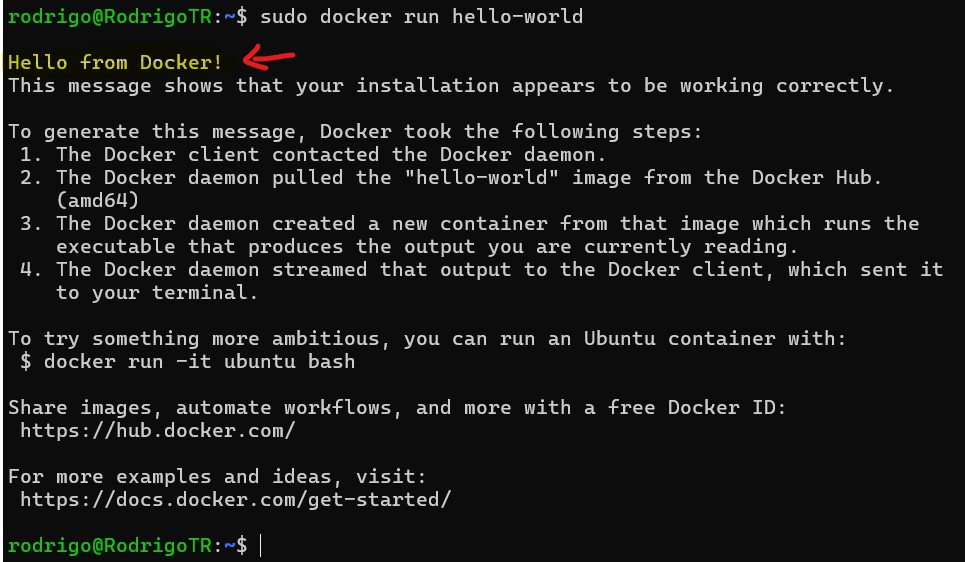 rodrigo@RodrigoTR:~$ sudo docker run hello-world
Hello from Docker!
This message shows that your installation appears to be working correctly.
To generate this message, Docker took the following steps:
1. The Docker client contacted the Docker daemon.
2. The Docker daemon pulled the "hello-world" image from the Docker Hub.
(amd64)
3. The Docker daemon created a new container from that image which runs the
executable that produces the output you are currently reading.
4. The Docker daemon streamed that output to the Docker client, which sent it
to your terminal.
To try something more ambitious, you can run an Ubuntu container with:
$ docker run -it ubuntu bash
Share images, automate workflows, and more with a free Docker ID:
https://hub.docker.com/
For more examples and ideas, visit:
https://docs.docker.com/get-started/
rodrigo@RodrigoTR:~$